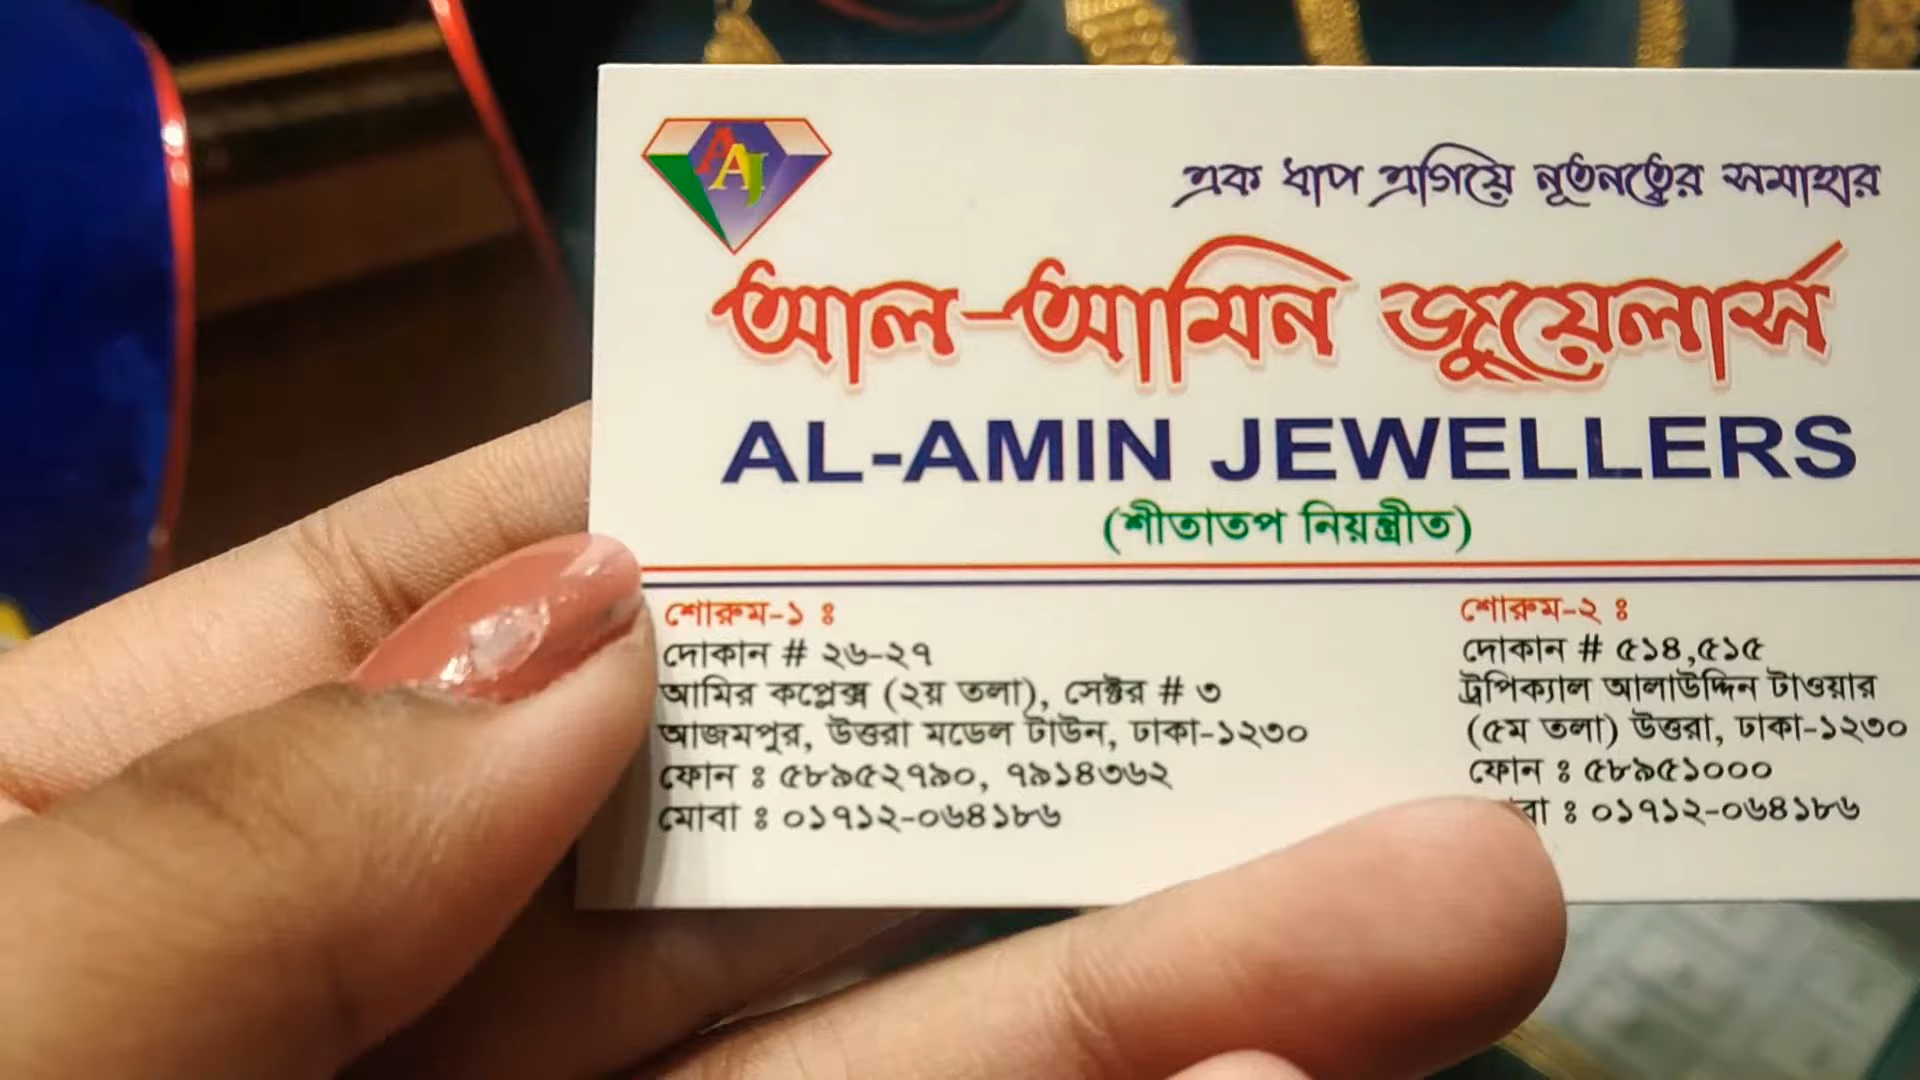 AAJ
এক ধাপ এগিয়ে নূতনত্বের সমাহার
আল-আমিন জুয়েলার্স
AL-AMIN JEWELLERS
(শীতাতপ নিয়ন্ত্রীত)
শোরুম-১ ঃ
দোকান # ২৬-২৭
আমির কপ্লেক্স (২য় তলা), সেক্টর # ৩
আজমপুর, উত্তরা মডেল টাউন, ঢাকা-১২৩০
ফোন ঃ ৫৮৯৫২৭৯০, ৭৯১৪৩৬২
মোবা ঃ ০১৭১২-০৬৪১৮৬
শোরুম-২ ঃ
দোকান # ৫১৪,৫১৫
ট্রপিক্যাল আলাউদ্দিন টাওয়ার
(৫ম তলা) উত্তরা, ঢাকা-১২৩০
ফোন ঃ ৫৮৯৫১০০০
বা ঃ ০১৭১২-০৬৪১৮৬